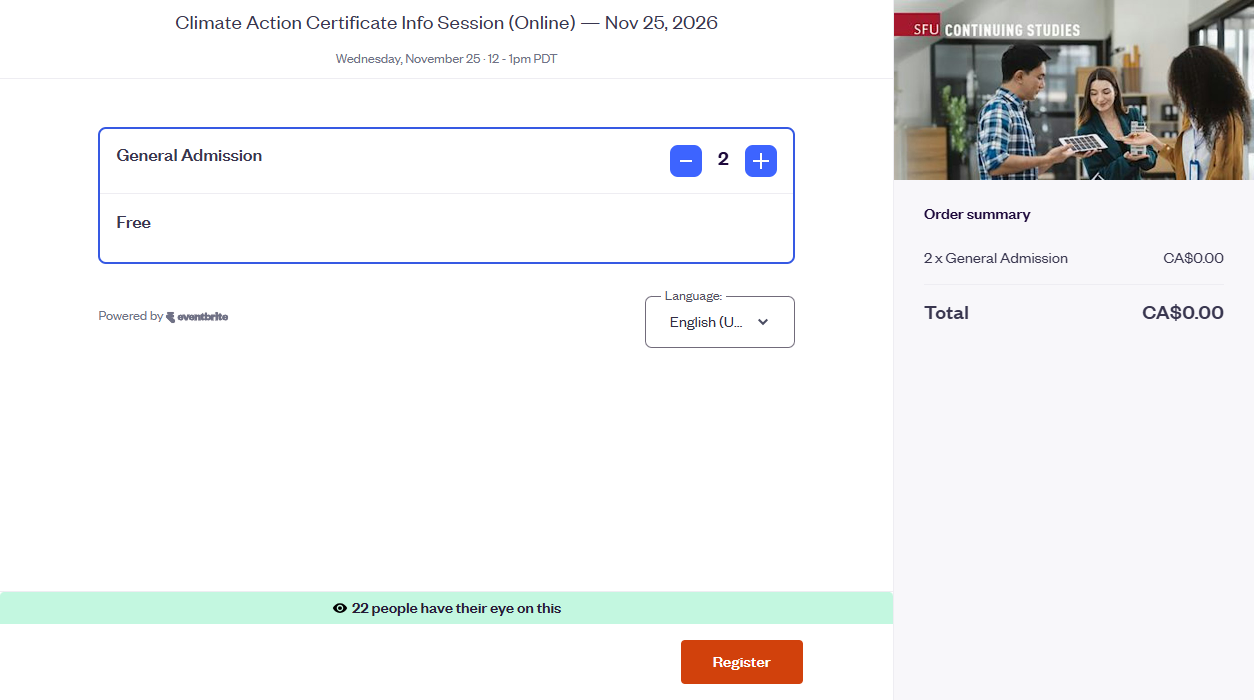 Climate Action Certificate Info Session (Online) — Nov 25, 2026
Wednesday, November 25 · 12 - 1pm PDT
General Admission
2
Free
Powered by eventbrite
Language:
English (U...
22 people have their eye on this
Register
SFU CONTINUING STUDIES
Order summary
2 x General Admission CA$0.00
Total CA$0.00